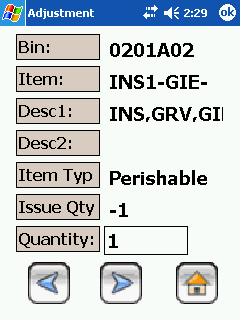 Adjustment 2:29 ok
Bin: 0201A02
Item: INS1-GIE-
Desc1: INS,GRV,GI
Desc2:
Item Typ Perishable
Issue Qty -1
Quantity: 1